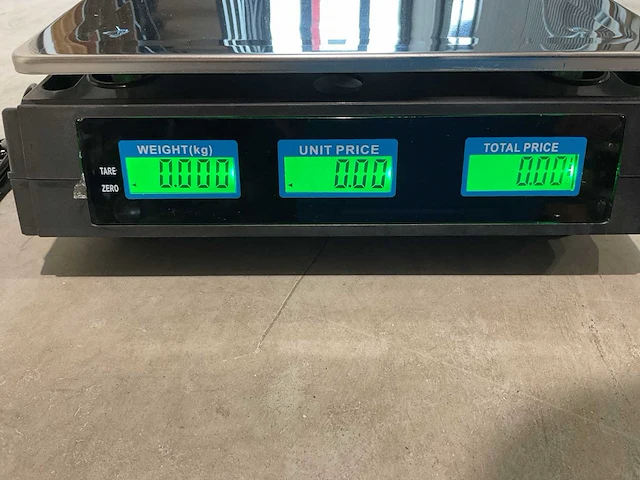 WEIGHT(kg) UNIT PRICE TOTAL PRICE
TARE 0.000 0.00 0.00
ZERO